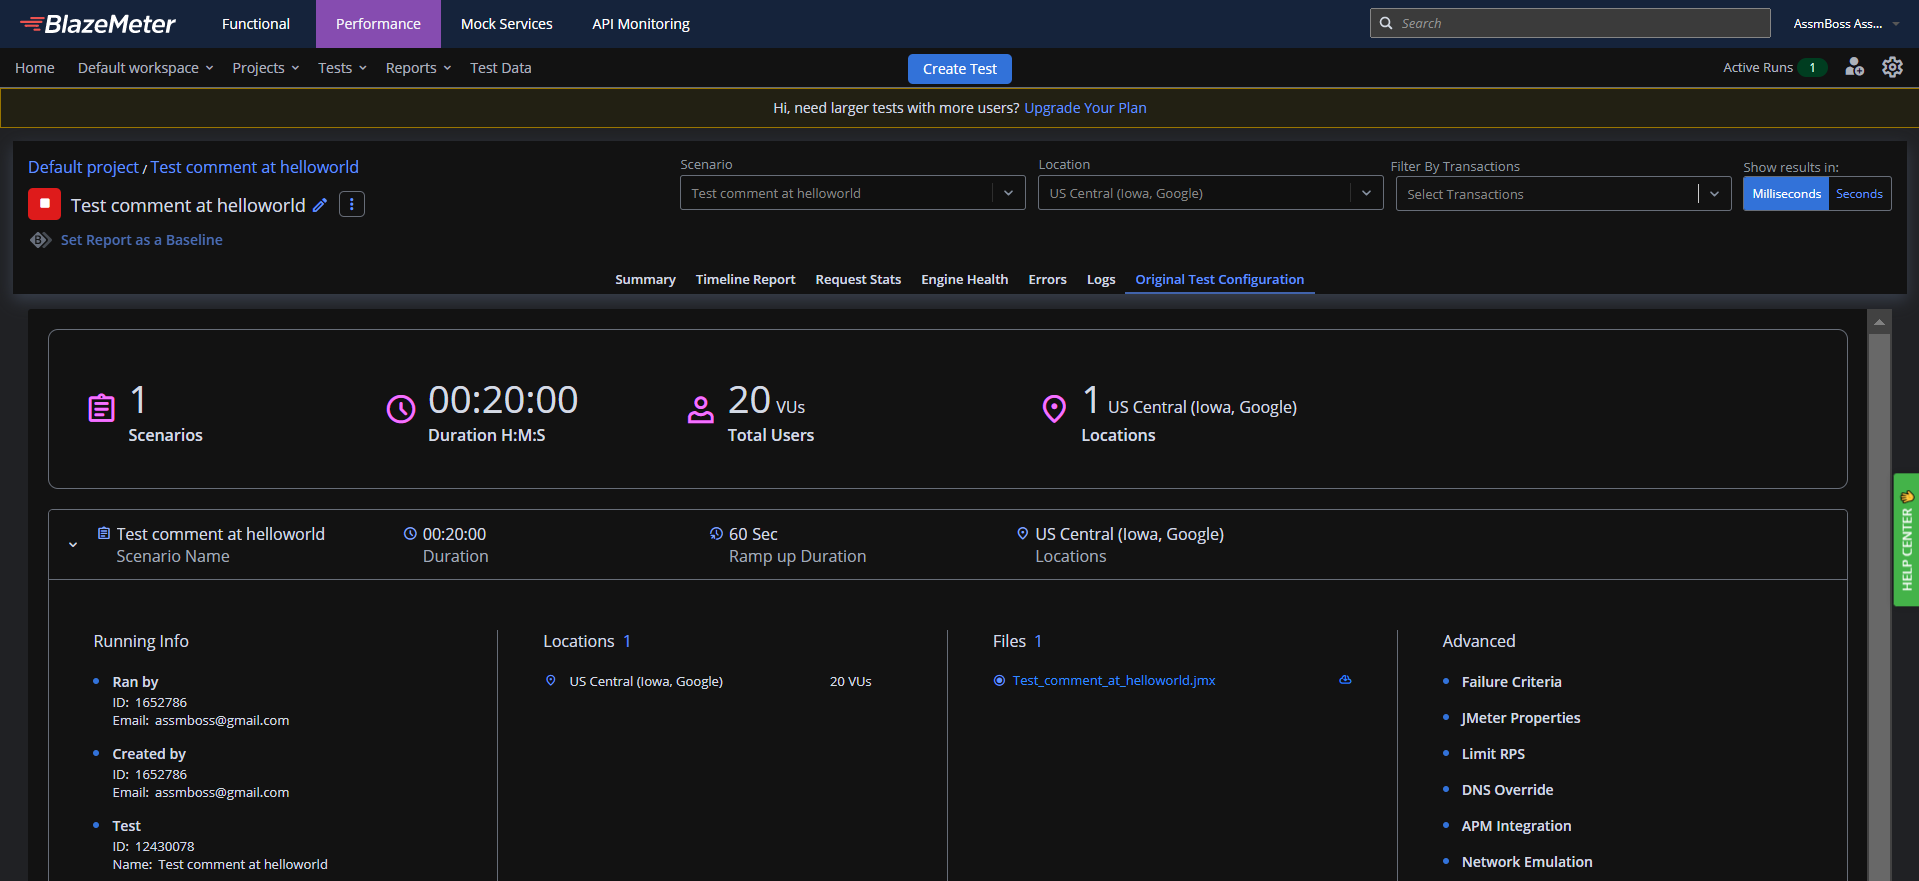 BlazeMeter Functional Performance Mock Services API Monitoring Search AssmBoss Ass...
Home Default workspace Projects Tests Reports Test Data Create Test Active Runs 1
Hi, need larger tests with more users? Upgrade Your Plan
Default project / Test comment at helloworld
Test comment at helloworld
Set Report as a Baseline
Scenario
Test comment at helloworld
Location
US Central (Iowa, Google)
Filter By Transactions
Select Transactions
Show results in:
Milliseconds Seconds
Summary Timeline Report Request Stats Engine Health Errors Logs Original Test Configuration
1
Scenarios
00:20:00
Duration H:M:S
20 VUs
Total Users
1 US Central (Iowa, Google)
Locations
Test comment at helloworld
Scenario Name
00:20:00
Duration
60 Sec
Ramp up Duration
US Central (Iowa, Google)
Locations
Running Info
Ran by
ID: 1652786
Email: assmboss@gmail.com
Created by
ID: 1652786
Email: assmboss@gmail.com
Test
ID: 12430078
Name: Test comment at helloworld
Locations 1
US Central (Iowa, Google) 20 VUs
Files 1
Test_comment_at_helloworld.jmx
Advanced
Failure Criteria
JMeter Properties
Limit RPS
DNS Override
APM Integration
Network Emulation
HELP CENTER